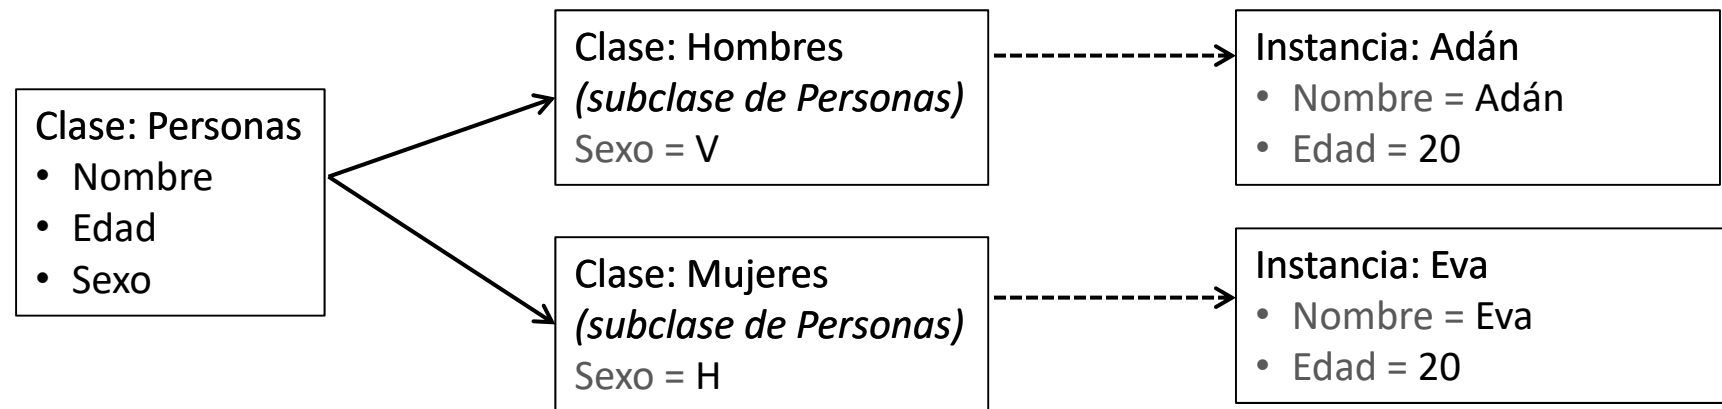 Clase: Personas
• Nombre
• Edad
• Sexo
Clase: Hombres
(subclase de Personas)
Sexo = V
Clase: Mujeres
(subclase de Personas)
Sexo = H
Instancia: Adán
• Nombre = Adán
• Edad = 20
Instancia: Eva
• Nombre = Eva
• Edad = 20